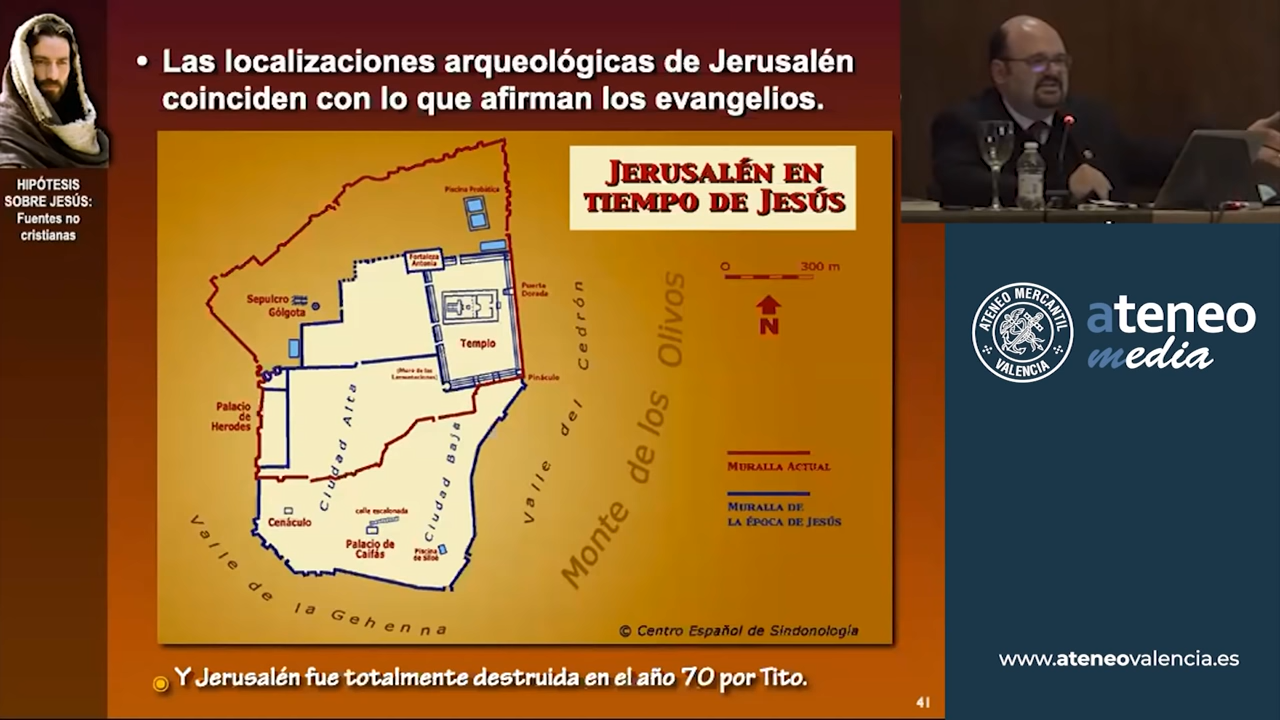 • Las localizaciones arqueológicas de Jerusalén
coinciden con lo que afirman los evangelios.
HIPÓTESIS
SOBRE JESÚS:
Fuentes no
cristianas
JERUSALÉN EN
TIEMPO DE JESÚS
Piscina Probática
Fortaleza
Antonia
Puerta
Dorada
0 300 m
N
Sepulcro
Gólgota
Templo
(Muro de las
Lamentaciones)
Pináculo
Palacio
de
Herodes
Ciudad Alta
Ciudad Baja
Valle del Cedrón
Monte de los Olivos
MURALLA ACTUAL
MURALLA DE
LA ÉPOCA DE JESÚS
Cenáculo
calle escalonada
Palacio de
Caifás
Piscina
de Siloé
Valle de la Gehenna
© Centro Español de Sindonología
Y Jerusalén fue totalmente destruida en el año 70 por Tito.
41
ATENEO MERCANTIL
VALENCIA
ateneo
media
www.ateneovalencia.es